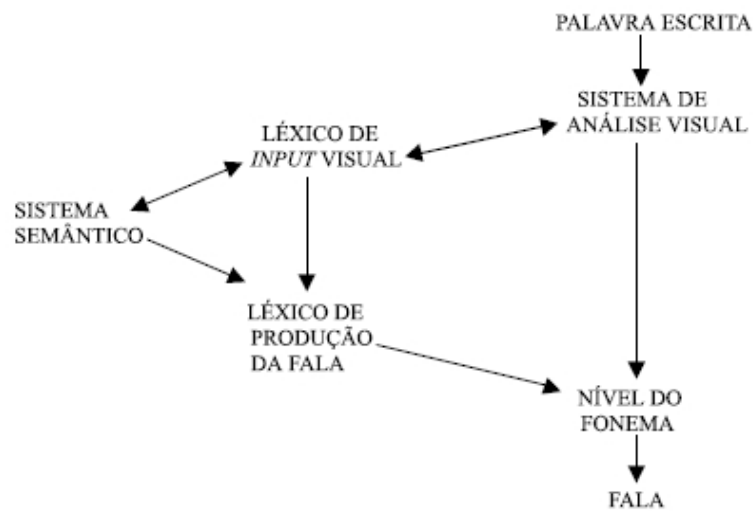 PALAVRA ESCRITA
SISTEMA DE
ANÁLISE VISUAL
LÉXICO DE
INPUT VISUAL
SISTEMA
SEMÂNTICO
LÉXICO DE
PRODUÇÃO
DA FALA
NÍVEL DO
FONEMA
FALA